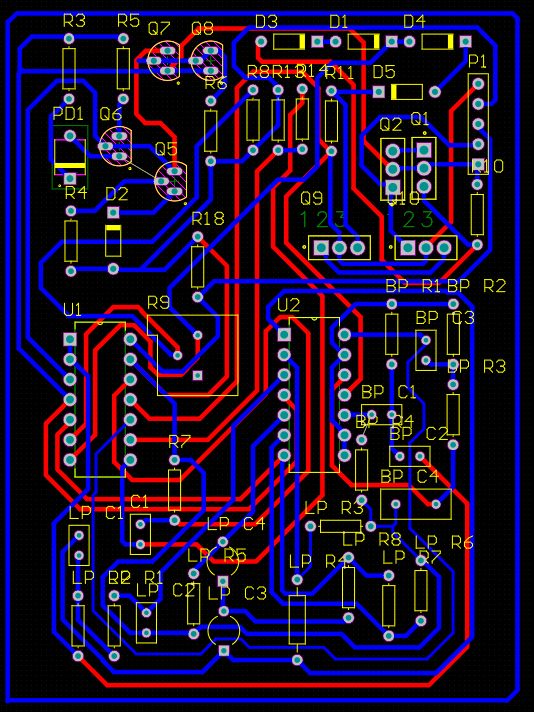 R3 R5 Q7 Q8 D3 D1 D4
P1
R6 R8 R14 R11 D5
PD1 Q6 Q2 Q1
Q5
R4 D2 Q9 Q10
R18 1 2 3 1 2 3
BP R1 BP R2
U1 R9 U2 BP C3
BP R3
BP C1
BP R4
R7 BP C2
BP C4
LP C1 C1 LP C4 LP R3
LP R8 LP R6
LP R5 LP R4 LP R7
LP R2 LP R1 LP C2 LP C3